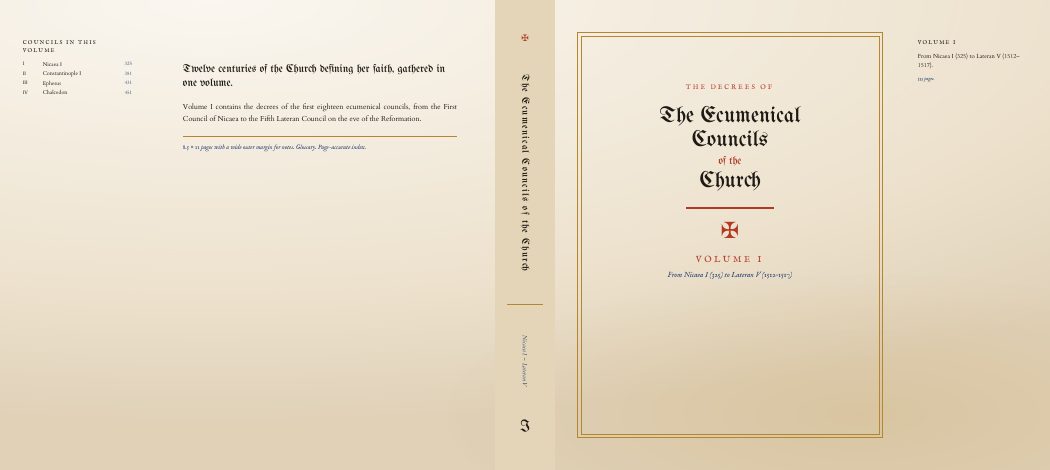 COUNCILS IN THIS
VOLUME
I Nicaea I 325
II Constantinople I 381
III Ephesus 431
IV Chalcedon 451
Twelve centuries of the Church defining her faith, gathered in
one volume.
Volume I contains the decrees of the first eighteen ecumenical councils, from the First
Council of Nicaea to the Fifth Lateran Council on the eve of the Reformation.
8.5 × 11 pages with a wide outer margin for notes. Glossary. Page-accurate index.
✠
The Ecumenical Councils of the Church
Nicaea I – Lateran V
I
THE DECREES OF
The Ecumenical
Councils
of the
Church
✠
VOLUME I
From Nicaea I (325) to Lateran V (1512-1517)
VOLUME I
From Nicaea I (325) to Lateran V (1512–
1517).
pages